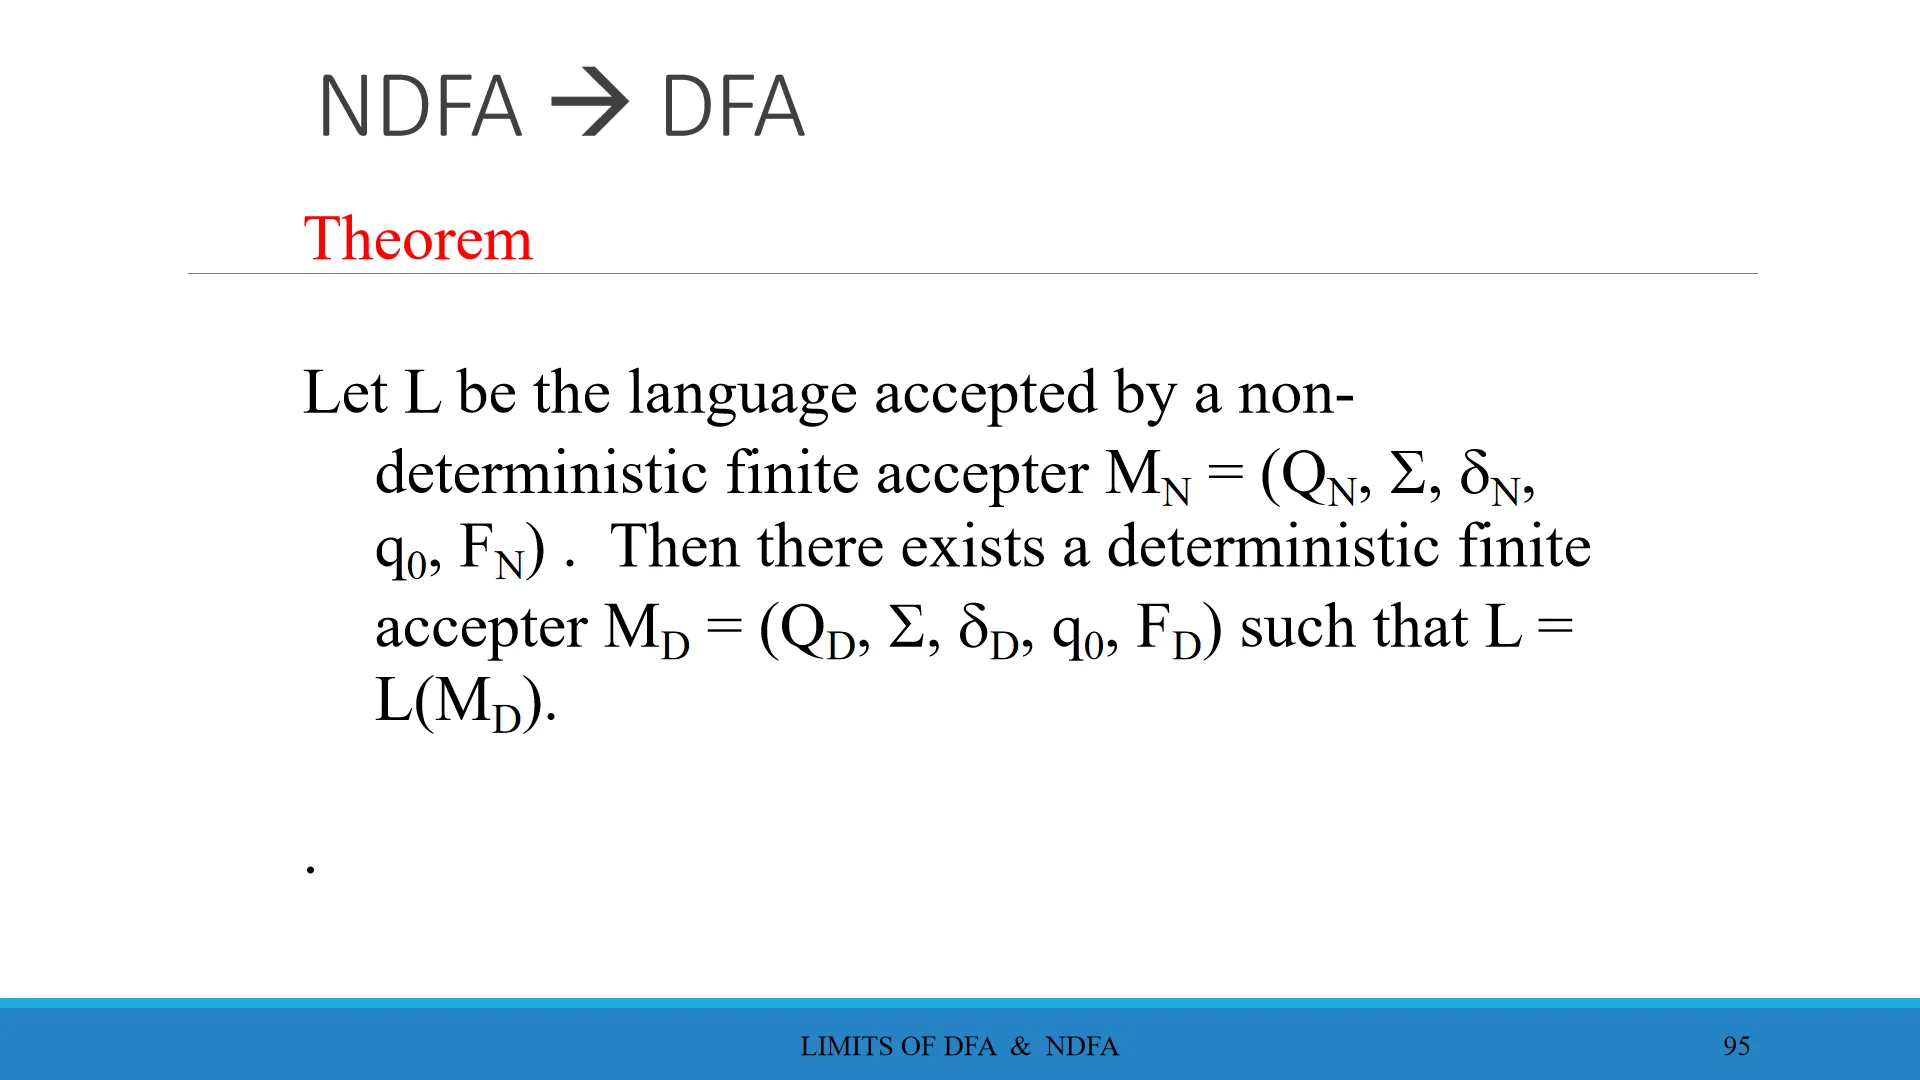 NDFA → DFA
Theorem
Let L be the language accepted by a non-
deterministic finite accepter M_N = (Q_N, Σ, δ_N,
q_0, F_N) .  Then there exists a deterministic finite
accepter M_D = (Q_D, Σ, δ_D, q_0, F_D) such that L =
L(M_D).
.
LIMITS OF DFA & NDFA
95